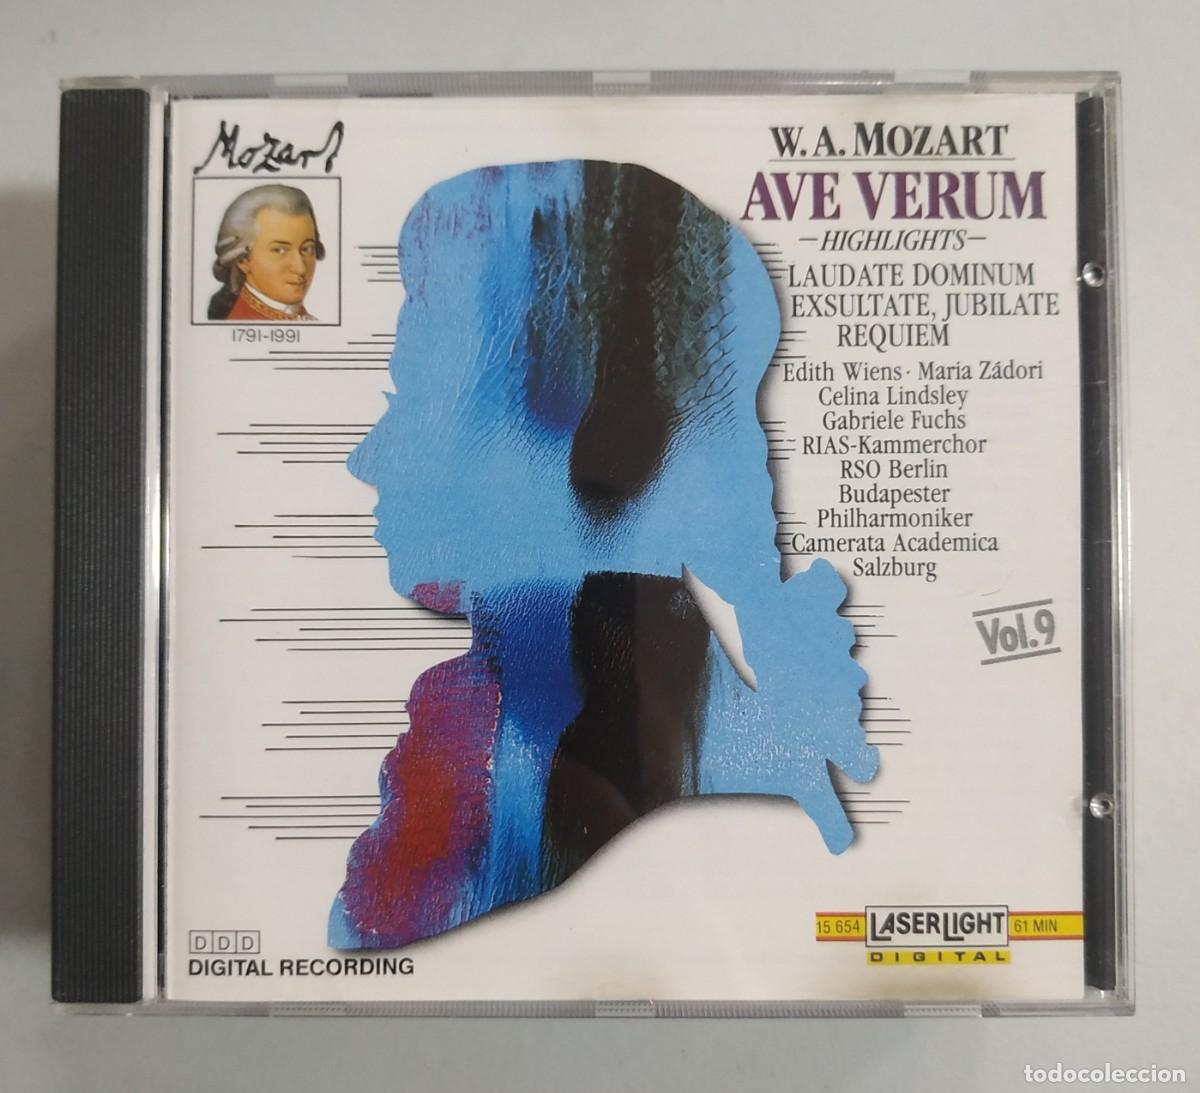 Mozart
1791-1991
W. A. MOZART
AVE VERUM
—HIGHLIGHTS—
LAUDATE DOMINUM
EXSULTATE, JUBILATE
REQUIEM
Edith Wiens · Maria Zádori
Celina Lindsley
Gabriele Fuchs
RIAS-Kammerchor
RSO Berlin
Budapester
Philharmoniker
Camerata Academica
Salzburg
Vol.9
15 654 LASERLIGHT 61 MIN
DIGITAL
DDD
DIGITAL RECORDING
todocoleccion